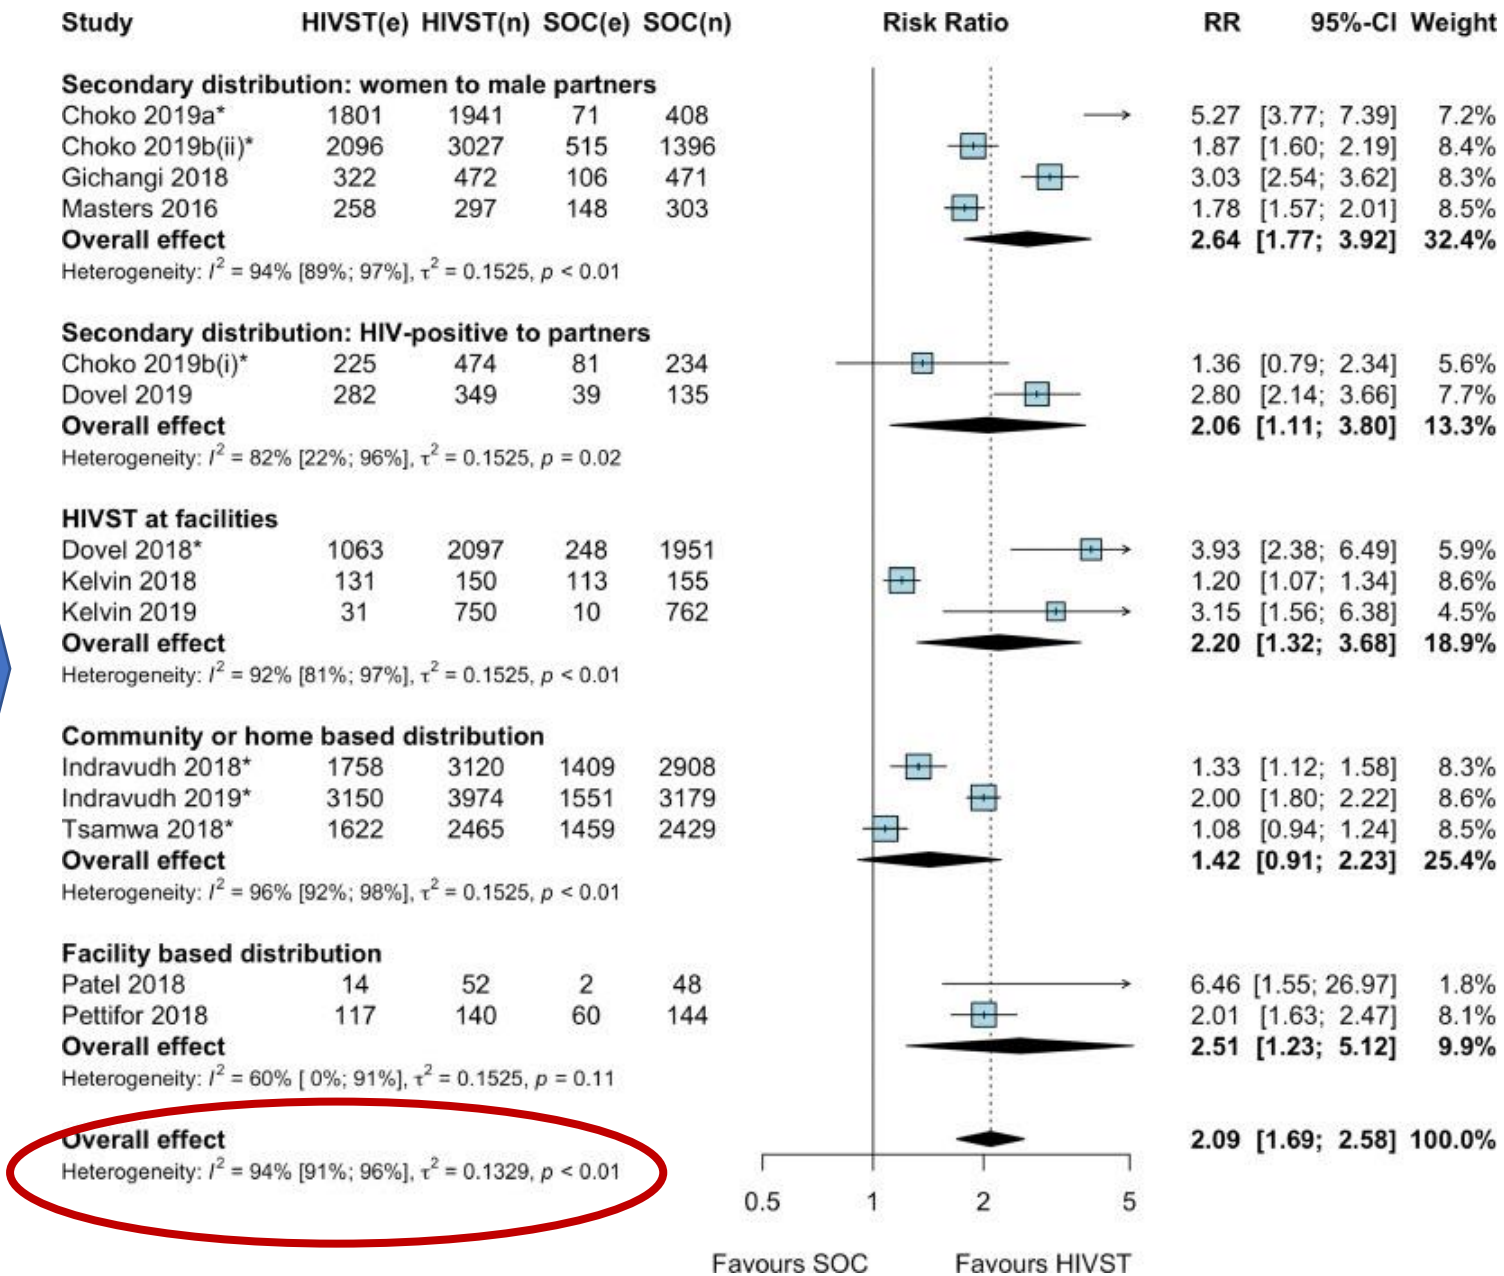 Study HIVST(e) HIVST(n) SOC(e) SOC(n) Risk Ratio RR 95%-CI Weight
Secondary distribution: women to male partners
Choko 2019a* 1801 1941 71 408 5.27 [3.77; 7.39] 7.2%
Choko 2019b(ii)* 2096 3027 515 1396 1.87 [1.60; 2.19] 8.4%
Gichangi 2018 322 472 106 471 3.03 [2.54; 3.62] 8.3%
Masters 2016 258 297 148 303 1.78 [1.57; 2.01] 8.5%
Overall effect 2.64 [1.77; 3.92] 32.4%
Heterogeneity: I² = 94% [89%; 97%], τ² = 0.1525, p < 0.01
Secondary distribution: HIV-positive to partners
Choko 2019b(i)* 225 474 81 234 1.36 [0.79; 2.34] 5.6%
Dovel 2019 282 349 39 135 2.80 [2.14; 3.66] 7.7%
Overall effect 2.06 [1.11; 3.80] 13.3%
Heterogeneity: I² = 82% [22%; 96%], τ² = 0.1525, p = 0.02
HIVST at facilities
Dovel 2018* 1063 2097 248 1951 3.93 [2.38; 6.49] 5.9%
Kelvin 2018 131 150 113 155 1.20 [1.07; 1.34] 8.6%
Kelvin 2019 31 750 10 762 3.15 [1.56; 6.38] 4.5%
Overall effect 2.20 [1.32; 3.68] 18.9%
Heterogeneity: I² = 92% [81%; 97%], τ² = 0.1525, p < 0.01
Community or home based distribution
Indravudh 2018* 1758 3120 1409 2908 1.33 [1.12; 1.58] 8.3%
Indravudh 2019* 3150 3974 1551 3179 2.00 [1.80; 2.22] 8.6%
Tsamwa 2018* 1622 2465 1459 2429 1.08 [0.94; 1.24] 8.5%
Overall effect 1.42 [0.91; 2.23] 25.4%
Heterogeneity: I² = 96% [92%; 98%], τ² = 0.1525, p < 0.01
Facility based distribution
Patel 2018 14 52 2 48 6.46 [1.55; 26.97] 1.8%
Pettifor 2018 117 140 60 144 2.01 [1.63; 2.47] 8.1%
Overall effect 2.51 [1.23; 5.12] 9.9%
Heterogeneity: I² = 60% [ 0%; 91%], τ² = 0.1525, p = 0.11
Overall effect 2.09 [1.69; 2.58] 100.0%
Heterogeneity: I² = 94% [91%; 96%], τ² = 0.1329, p < 0.01
0.5 1 2 5
Favours SOC Favours HIVST